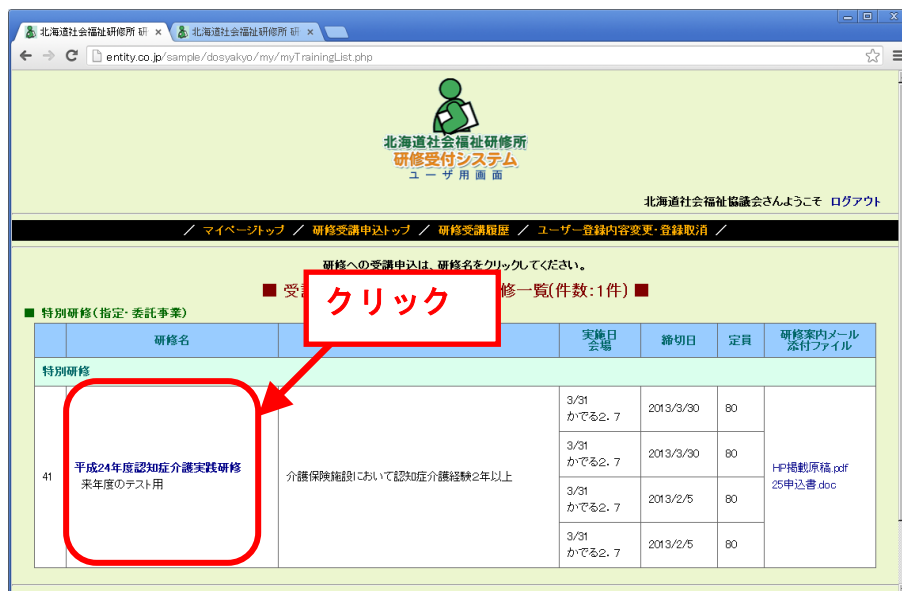 北海道社会福祉研修所 研
北海道社会福祉研修所 研
entity.co.jp/sample/dosyakyo/my/myTrainingList.php
北海道社会福祉研修所
研修受付システム
ユーザ用画面
北海道社会福祉協議会さんようこそ ログアウト
／ マイページトップ ／ 研修受講申込トップ ／ 研修受講履歴 ／ ユーザー登録内容変更・登録取消 ／
研修への受講申込は、研修名をクリックしてください。
■ 受 修一覧(件数:1件) ■
クリック
■ 特別研修(指定・委託事業)
研修名 実施日 会場 締切日 定員 研修案内メール 添付ファイル
特別研修
41 平成24年度認知症介護実践研修
来年度のテスト用
介護保険施設において認知症介護経験2年以上
3/31
かでる2．7 2013/3/30 80
3/31
かでる2．7 2013/3/30 80
3/31
かでる2．7 2013/2/5 80
3/31
かでる2．7 2013/2/5 80
HP掲載原稿.pdf
25申込書.doc